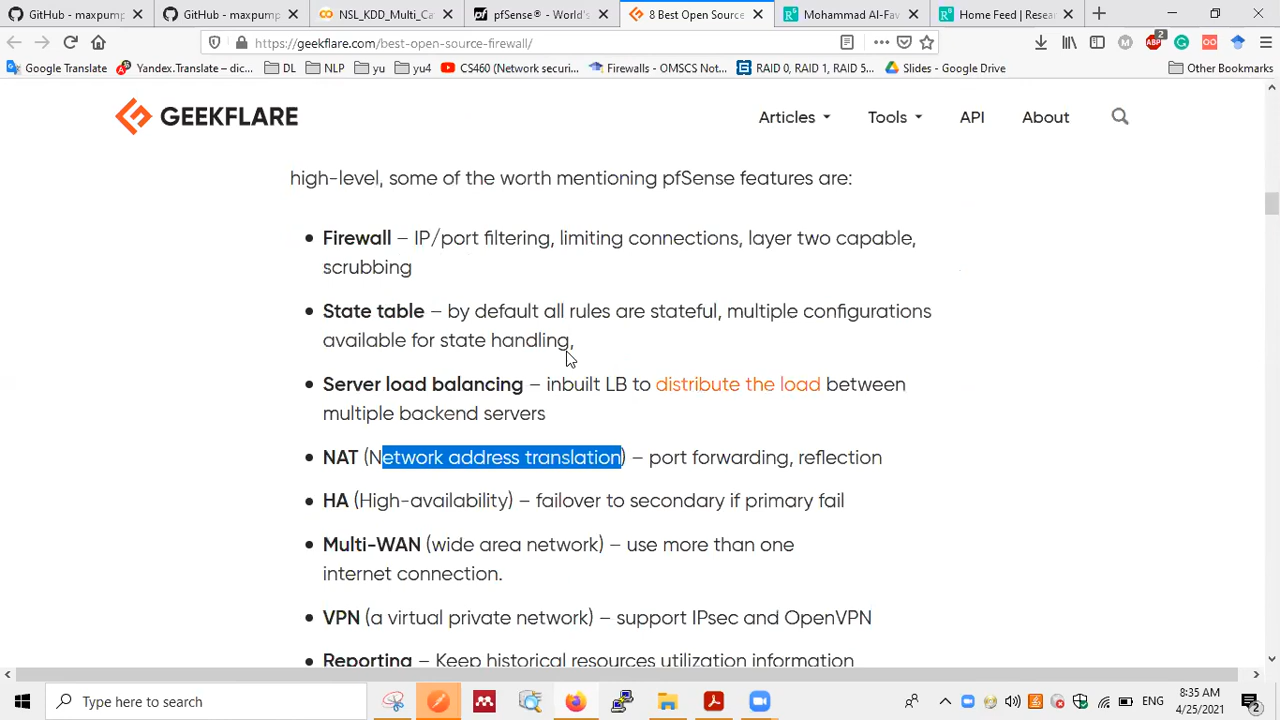 GitHub - maxpump
GitHub - maxpump
NSL_KDD_Multi_Ca
pfSense® - World's
8 Best Open Source
Mohammad Al-Fav
Home Feed | Resea
https://geekflare.com/best-open-source-firewall/
Google Translate
Yandex.Translate – dic...
DL
NLP
yu
yu4
CS460 (Network securi...
Firewalls - OMSCS Not...
RAID 0, RAID 1, RAID 5...
Slides - Google Drive
Other Bookmarks
GEEKFLARE
Articles
Tools
API
About
high-level, some of the worth mentioning pfSense features are:
• Firewall – IP/port filtering, limiting connections, layer two capable,
scrubbing
• State table – by default all rules are stateful, multiple configurations
available for state handling,
• Server load balancing – inbuilt LB to distribute the load between
multiple backend servers
• NAT (Network address translation) – port forwarding, reflection
• HA (High-availability) – failover to secondary if primary fail
• Multi-WAN (wide area network) – use more than one
internet connection.
• VPN (a virtual private network) – support IPsec and OpenVPN
• Reporting – Keep historical resources utilization information
Type here to search
ENG
8:35 AM
4/25/2021
2